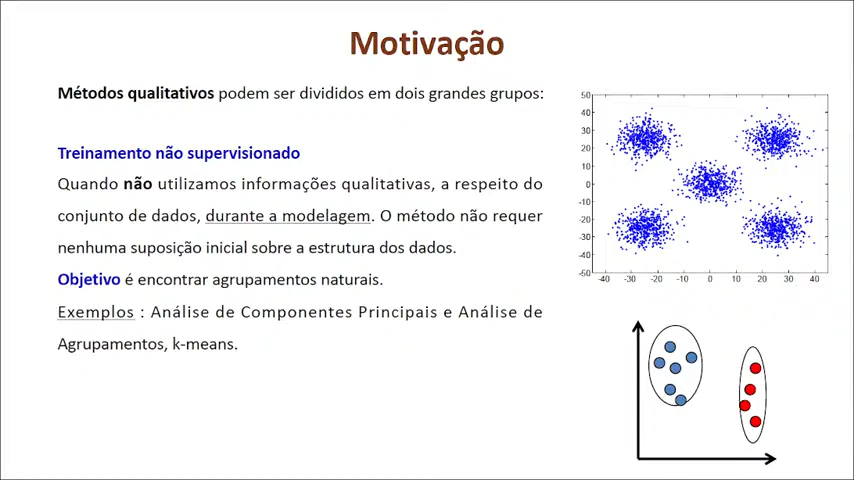 Motivação
Métodos qualitativos podem ser divididos em dois grandes grupos:
Treinamento não supervisionado
Quando não utilizamos informações qualitativas, a respeito do
conjunto de dados, durante a modelagem. O método não requer
nenhuma suposição inicial sobre a estrutura dos dados.
Objetivo é encontrar agrupamentos naturais.
Exemplos : Análise de Componentes Principais e Análise de
Agrupamentos, k-means.
50
40
30
20
10
0
-10
-20
-30
-40
-50
-40 -30 -20 -10 0 10 20 30 40